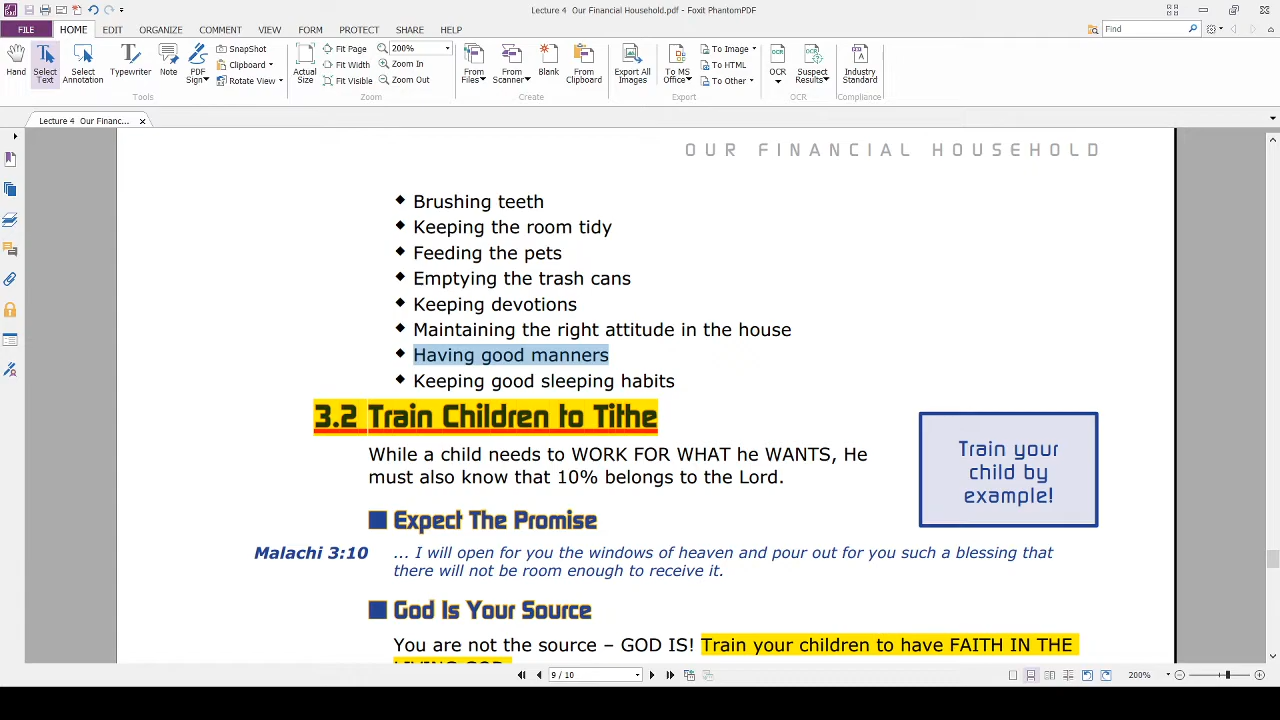 Lecture 4  Our Financial Household.pdf - Foxit PhantomPDF
FILE HOME EDIT ORGANIZE COMMENT VIEW FORM PROTECT SHARE HELP
Find
Hand
Select Text
Select Annotation
Typewriter
Note
PDF Sign
SnapShot
Clipboard
Rotate View
Tools
Actual Size
Fit Page
Fit Width
Fit Visible
200%
Zoom In
Zoom Out
Zoom
From Files
From Scanner
Blank
From Clipboard
Create
Export All Images
To MS Office
To Image
To HTML
To Other
Export
OCR
Suspect Results
OCR
Industry Standard
Compliance
Lecture 4  Our Financ...
OUR FINANCIAL HOUSEHOLD
Brushing teeth
Keeping the room tidy
Feeding the pets
Emptying the trash cans
Keeping devotions
Maintaining the right attitude in the house
Having good manners
Keeping good sleeping habits
3.2 Train Children to Tithe
While a child needs to WORK FOR WHAT he WANTS, He
must also know that 10% belongs to the Lord.
Train your
child by
example!
Expect The Promise
Malachi 3:10 ... I will open for you the windows of heaven and pour out for you such a blessing that
there will not be room enough to receive it.
God Is Your Source
You are not the source – GOD IS! Train your children to have FAITH IN THE
LIVING GOD
9 / 10
200%